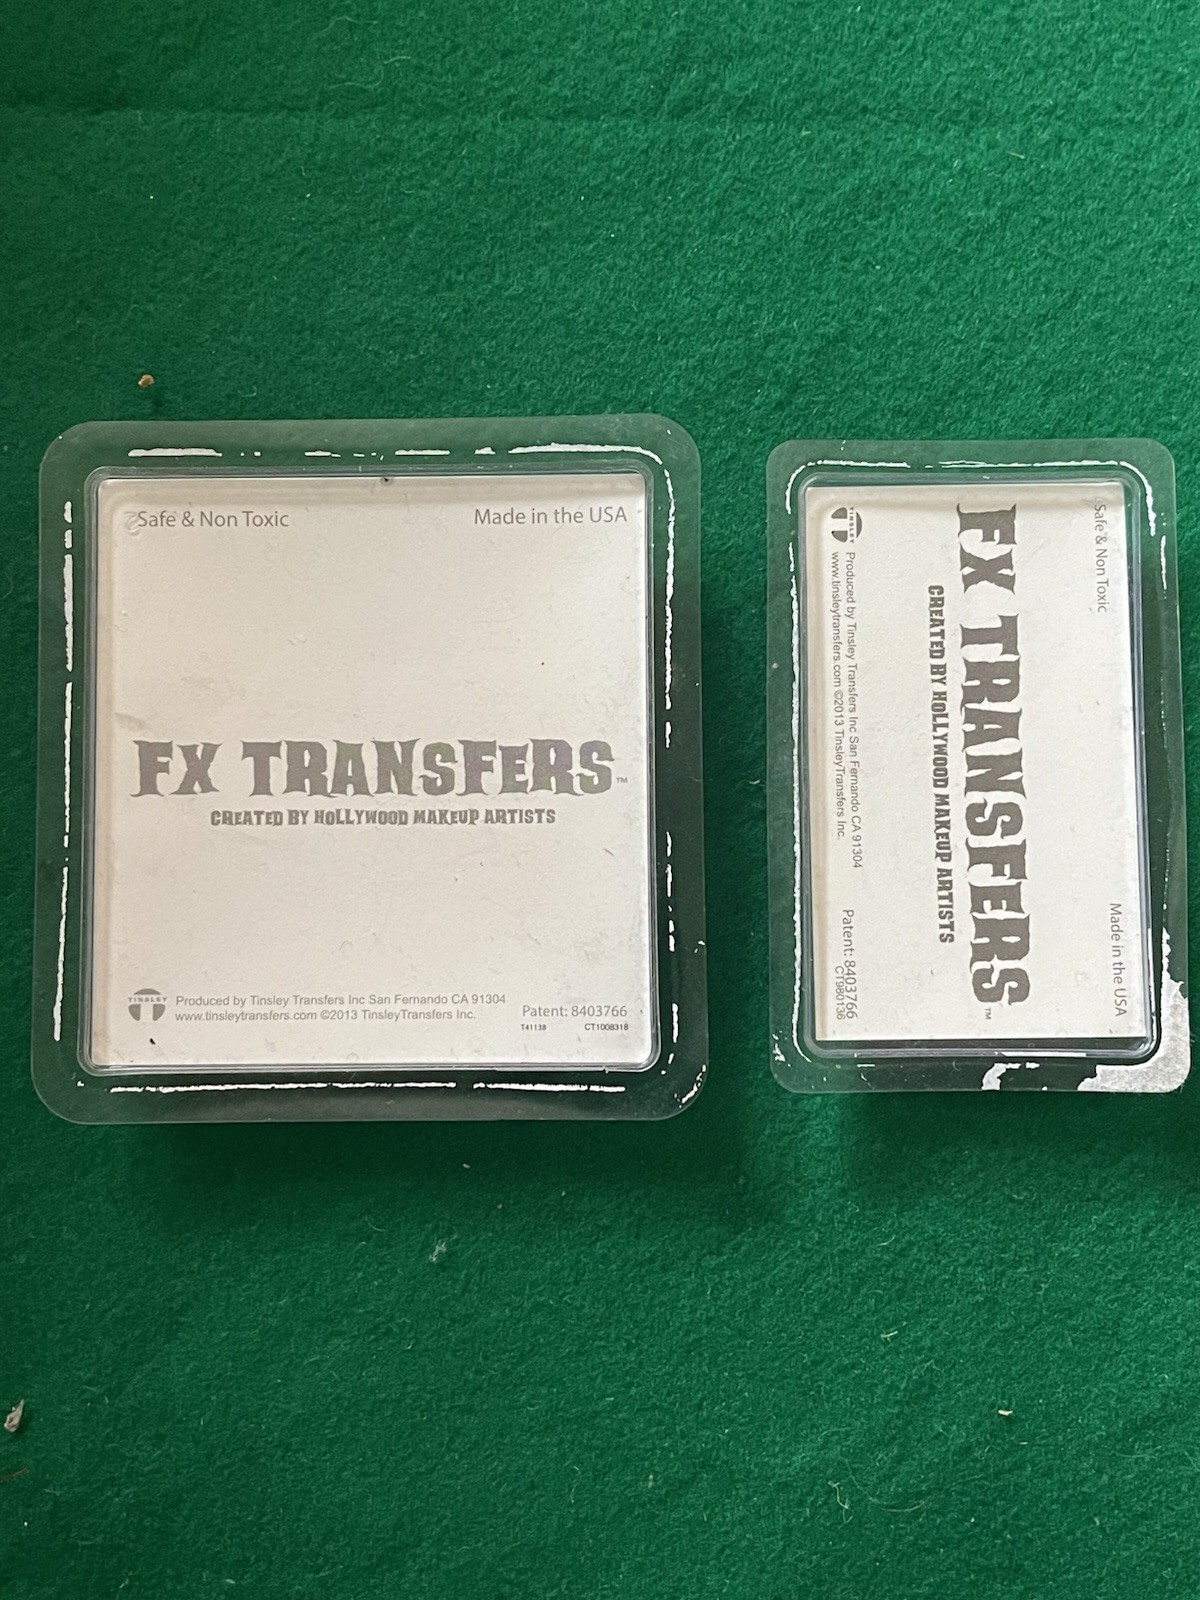 Safe & Non Toxic
Made in the USA
FX TRANSFERS™
CREATED BY HOLLYWOOD MAKEUP ARTISTS
TINSLEY
Produced by Tinsley Transfers Inc San Fernando CA 91304
www.tinsleytransfers.com ©2013 TinsleyTransfers Inc.
Patent: 8403766
T41138
CT1008318
Safe & Non Toxic
Made in the USA
FX TRANSFERS™
CREATED BY HOLLYWOOD MAKEUP ARTISTS
TINSLEY
Produced by Tinsley Transfers Inc San Fernando CA 91304
www.tinsleytransfers.com ©2013 TinsleyTransfers Inc.
Patent: 8403766
CT980136